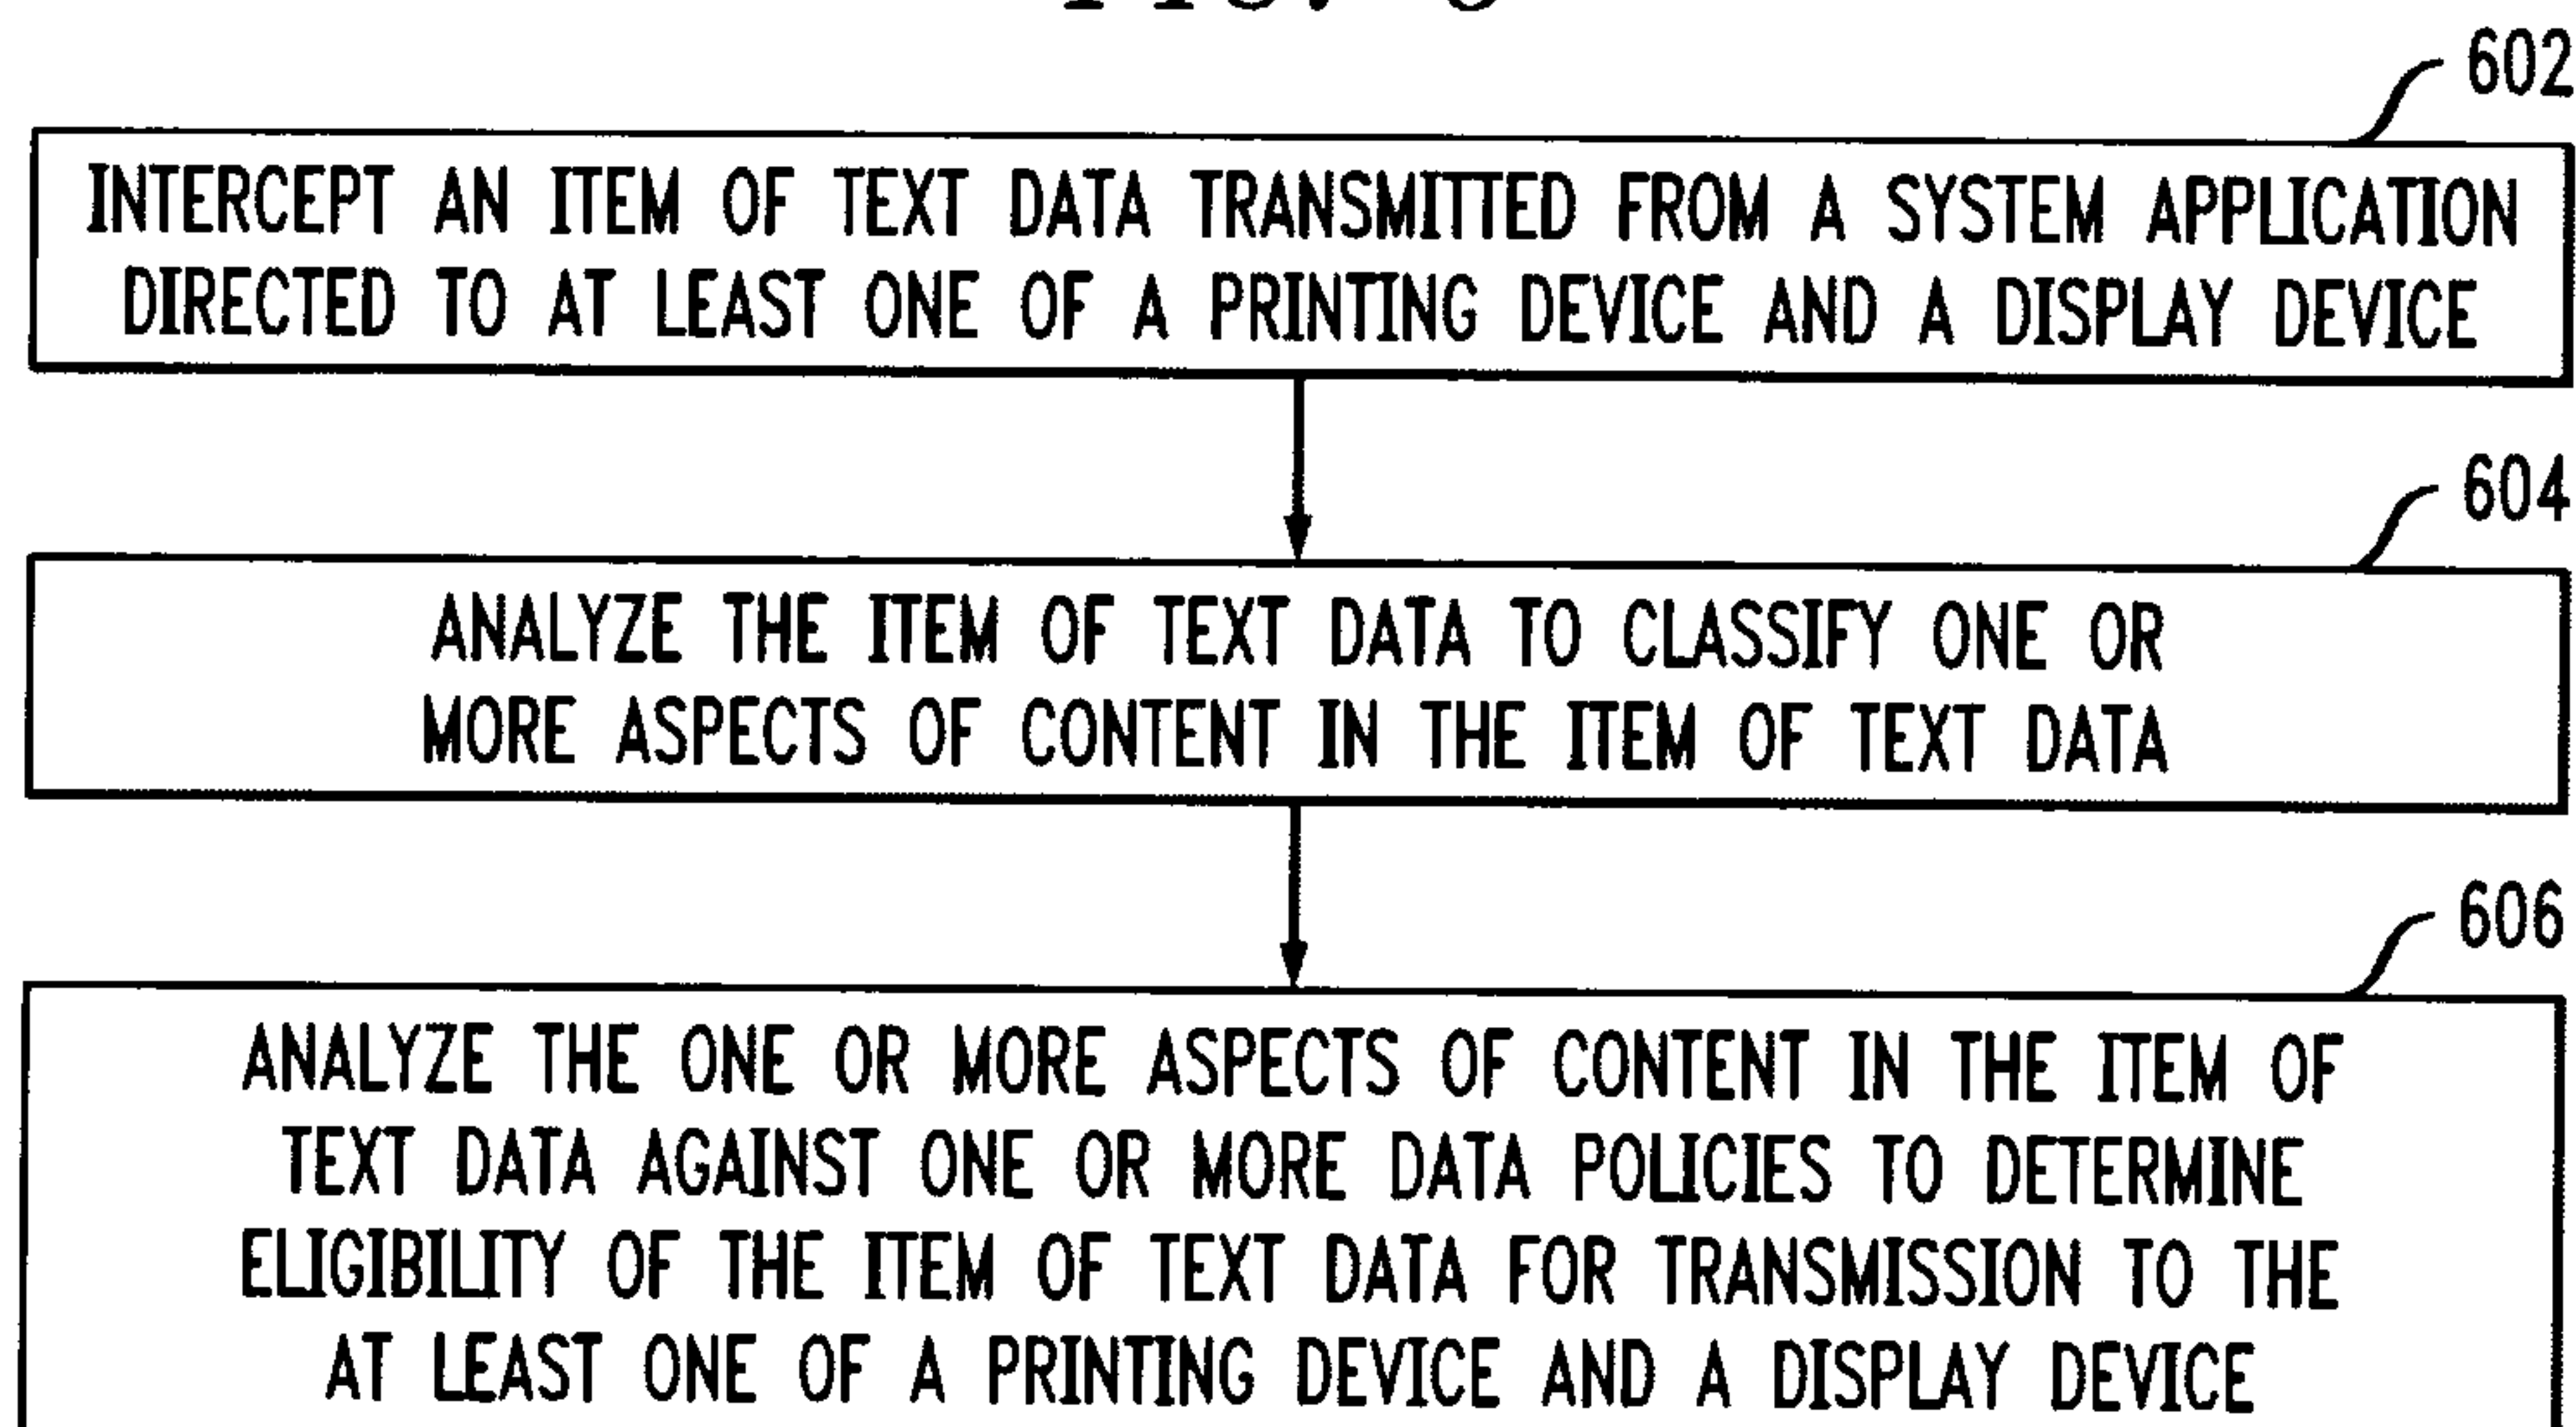 602
INTERCEPT AN ITEM OF TEXT DATA TRANSMITTED FROM A SYSTEM APPLICATION
DIRECTED TO AT LEAST ONE OF A PRINTING DEVICE AND A DISPLAY DEVICE
604
ANALYZE THE ITEM OF TEXT DATA TO CLASSIFY ONE OR
MORE ASPECTS OF CONTENT IN THE ITEM OF TEXT DATA
606
ANALYZE THE ONE OR MORE ASPECTS OF CONTENT IN THE ITEM OF
TEXT DATA AGAINST ONE OR MORE DATA POLICIES TO DETERMINE
ELIGIBILITY OF THE ITEM OF TEXT DATA FOR TRANSMISSION TO THE
AT LEAST ONE OF A PRINTING DEVICE AND A DISPLAY DEVICE